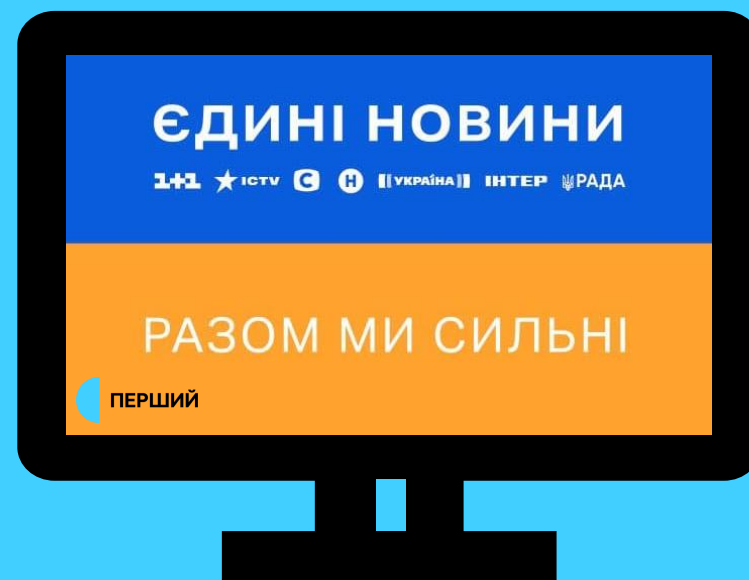 ЄДИНІ НОВИНИ
1+1 ICTV С Н УКРАЇНА ІНТЕР РАДА
РАЗОМ МИ СИЛЬНІ
ПЕРШИЙ